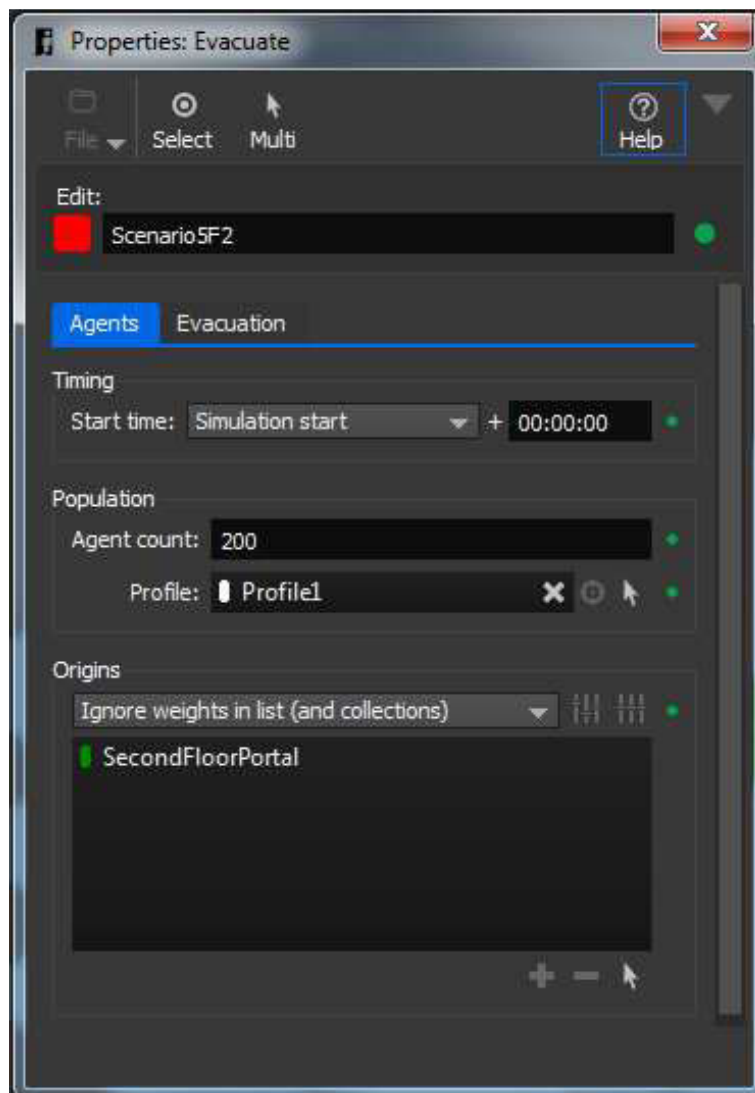 Properties: Evacuate
File Select Multi Help
Edit:
Scenario5F2
Agents Evacuation
Timing
Start time: Simulation start + 00:00:00
Population
Agent count: 200
Profile: Profile1
Origins
Ignore weights in list (and collections)
SecondFloorPortal